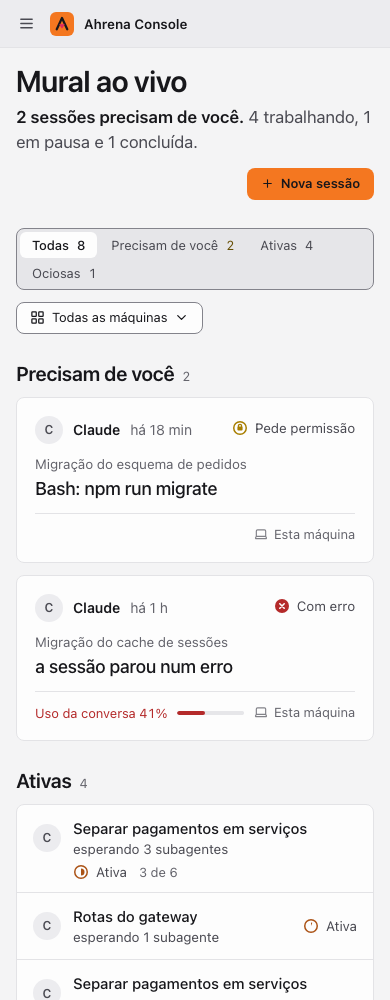 Ahrena Console
Mural ao vivo
2 sessões precisam de você. 4 trabalhando, 1
em pausa e 1 concluída.
+ Nova sessão
Todas 8 Precisam de você 2 Ativas 4
Ociosas 1
Todas as máquinas
Precisam de você 2
C Claude há 18 min Pede permissão
Migração do esquema de pedidos
Bash: npm run migrate
Esta máquina
C Claude há 1 h Com erro
Migração do cache de sessões
a sessão parou num erro
Uso da conversa 41% Esta máquina
Ativas 4
C Separar pagamentos em serviços
esperando 3 subagentes
Ativa 3 de 6
C Rotas do gateway Ativa
esperando 1 subagente
C Separar pagamentos em serviços